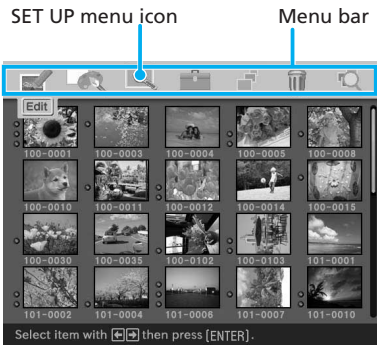 SET UP menu icon Menu bar
Edit
100-0001 100-0003 100-0004 100-0005 100-0008
100-0010 100-0011 100-0012 100-0014 100-0015
100-0030 100-0035 100-0102 100-0103 101-0001
101-0002 101-0004 101-0006 101-0007 101-0010
Select item with then press [ENTER].